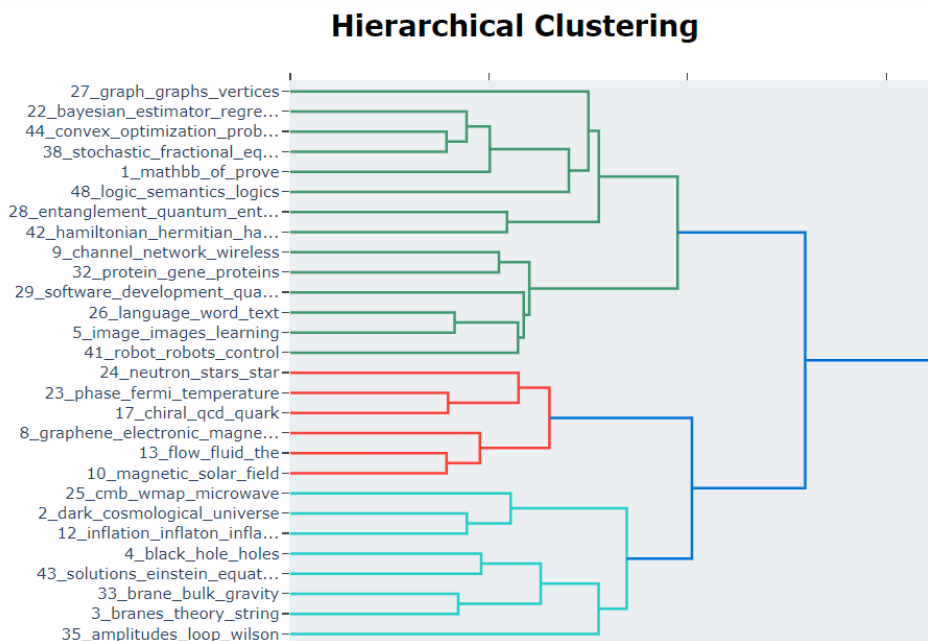 Hierarchical Clustering
27_graph_graphs_vertices
22_bayesian_estimator_regre...
44_convex_optimization_prob...
38_stochastic_fractional_eq...
1_mathbb_of_prove
48_logic_semantics_logics
28_entanglement_quantum_ent...
42_hamiltonian_hermitian_ha...
9_channel_network_wireless
32_protein_gene_proteins
29_software_development_qua...
26_language_word_text
5_image_images_learning
41_robot_robots_control
24_neutron_stars_star
23_phase_fermi_temperature
17_chiral_qcd_quark
8_graphene_electronic_magne...
13_flow_fluid_the
10_magnetic_solar_field
25_cmb_wmap_microwave
2_dark_cosmological_universe
12_inflation_inflaton_infla...
4_black_hole_holes
43_solutions_einstein_equat...
33_brane_bulk_gravity
3_branes_theory_string
35_amplitudes_loop_wilson